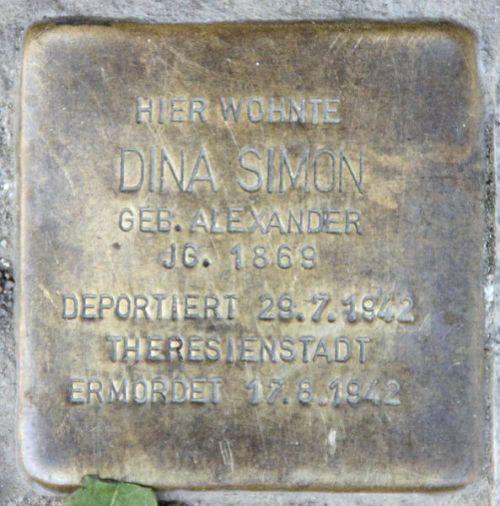 HIER WOHNTE
DINA SIMON
GEB. ALEXANDER
JG. 1869
DEPORTIERT 29.7.1942
THERESIENSTADT
ERMORDET 17.8.1942